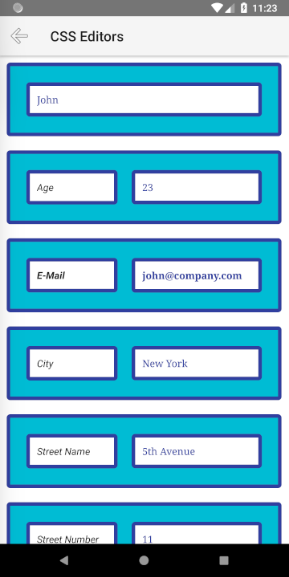 11:23
CSS Editors
John
Age 23
E-Mail john@company.com
City New York
Street Name 5th Avenue
Street Number 11